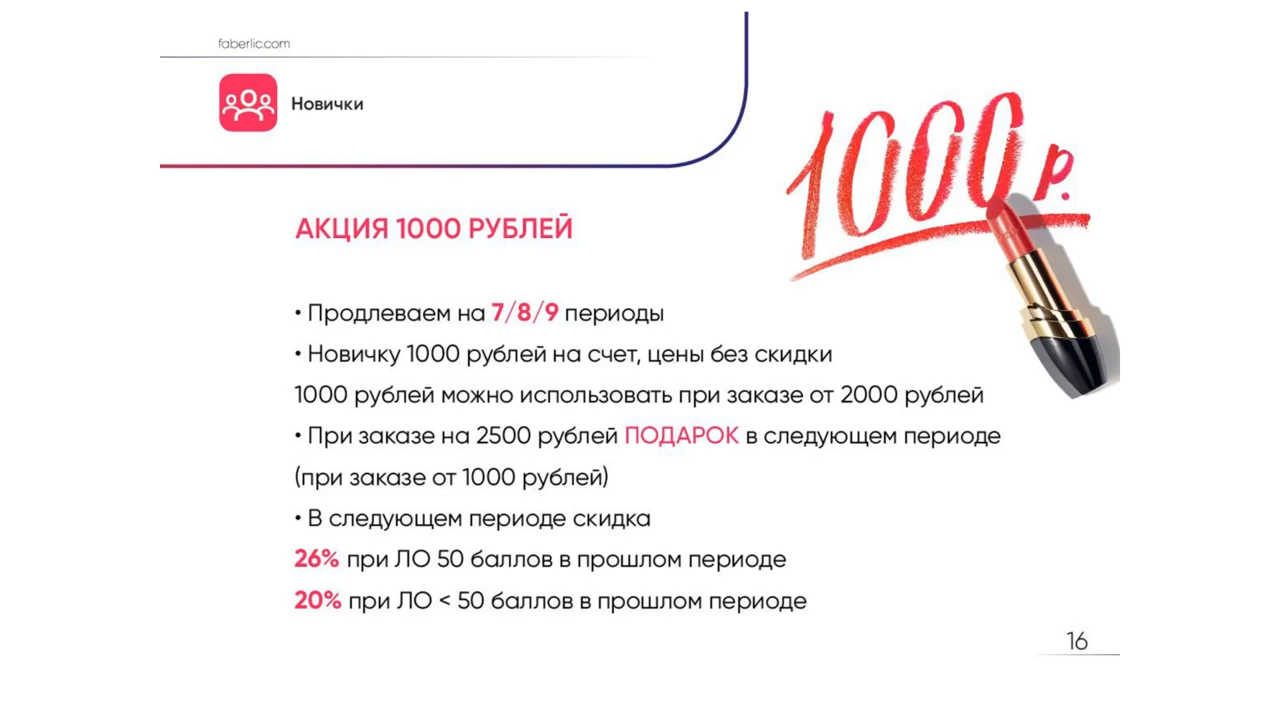 faberlic.com
Новички
1000 р.
АКЦИЯ 1000 РУБЛЕЙ
• Продлеваем на 7/8/9 периоды
• Новичку 1000 рублей на счет, цены без скидки
1000 рублей можно использовать при заказе от 2000 рублей
• При заказе на 2500 рублей ПОДАРОК в следующем периоде
(при заказе от 1000 рублей)
• В следующем периоде скидка
26% при ЛО 50 баллов в прошлом периоде
20% при ЛО < 50 баллов в прошлом периоде
16